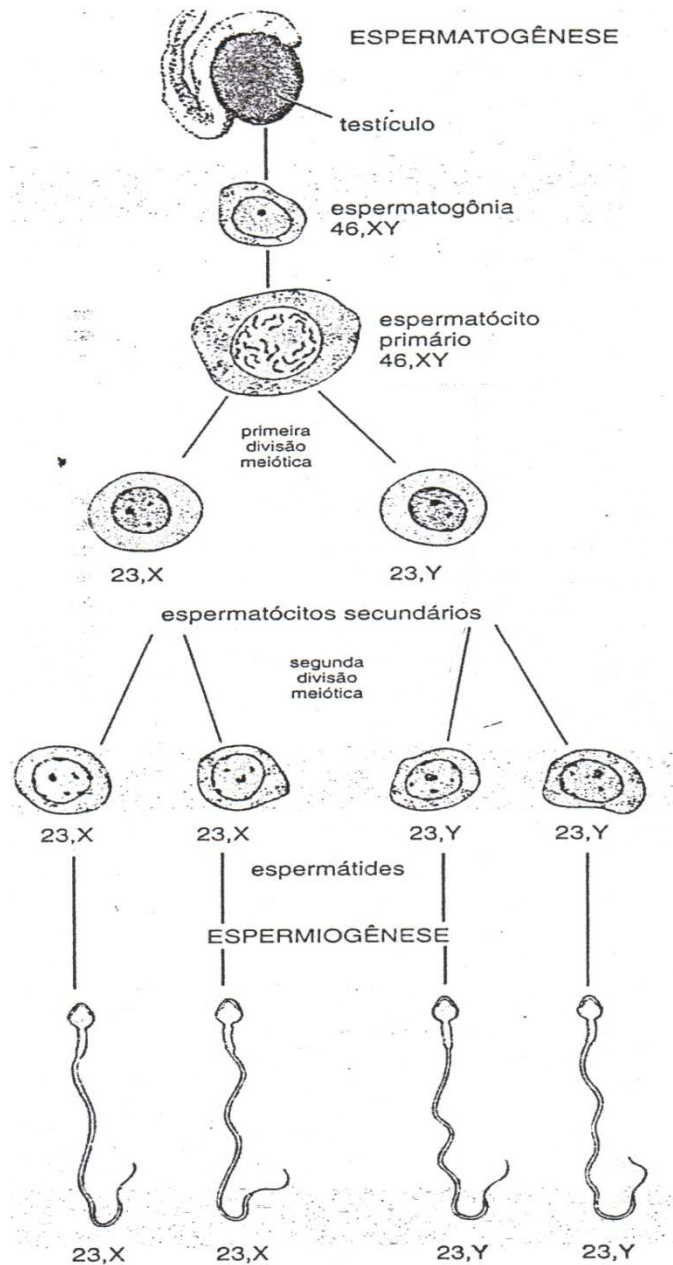 ESPERMATOGÊNESE
testículo
espermatogônia
46,XY
espermatócito
primário
46,XY
primeira
divisão
meiótica
23,X
23,Y
espermatócitos secundários
segunda
divisão
meiótica
23,X
23,X
23,Y
23,Y
espermátides
ESPERMIOGÊNESE
23,X
23,X
23,Y
23,Y